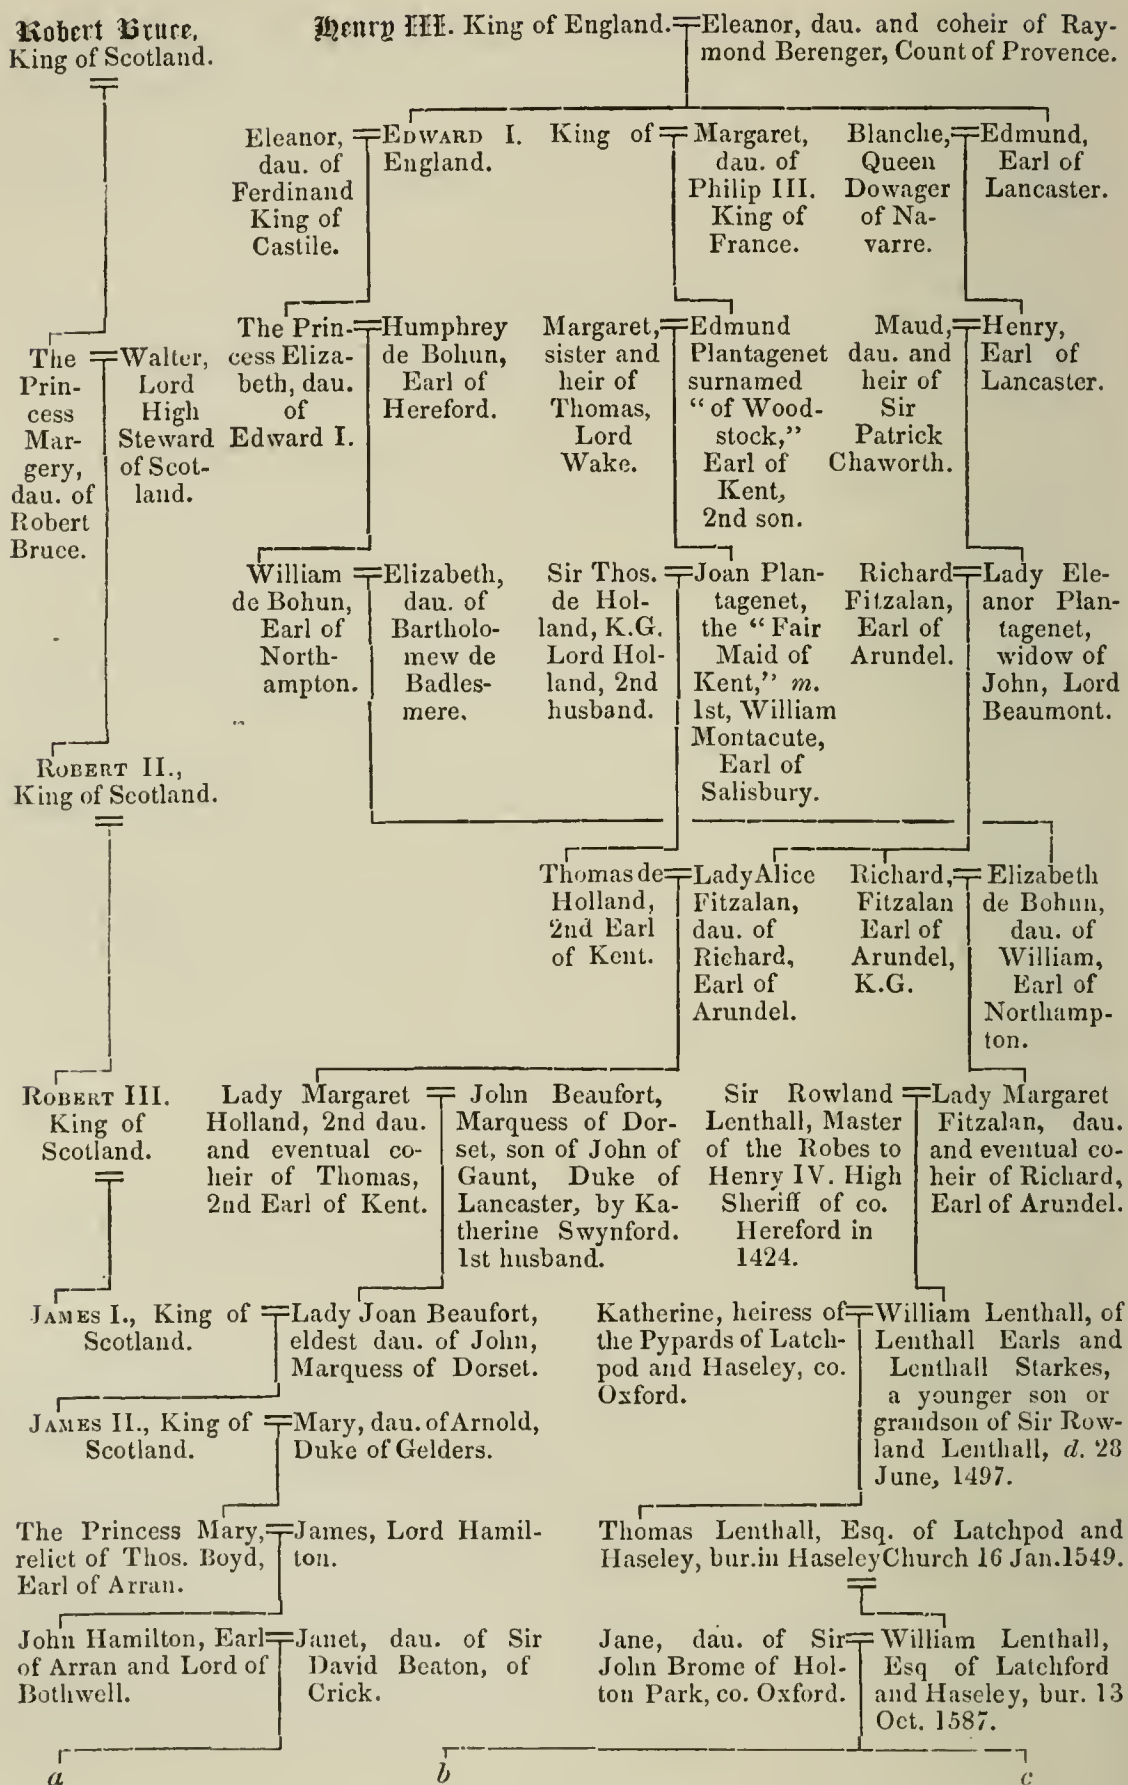 Robert Bruce,
King of Scotland.
Henry III. King of England. = Eleanor, dau. and coheir of Ray-
mond Berenger, Count of Provence.
Eleanor,
dau. of
Ferdinand
King of
Castile.
EDWARD I. King of
England.
Margaret,
dau. of
Philip III.
King of
France.
Blanche,
Queen
Dowager
of Na-
varre.
Edmund,
Earl of
Lancaster.
The
Prin-
cess
Mar-
gery,
dau. of
Robert
Bruce.
Walter,
Lord
High
Steward
of Scot-
land.
The Prin-
cess Eliza-
beth, dau.
of
Edward I.
Humphrey
de Bohun,
Earl of
Hereford.
Margaret,
sister and
heir of
Thomas,
Lord
Wake.
Edmund
Plantagenet
surnamed
“ of Wood-
stock,”
Earl of
Kent,
2nd son.
Maud,
dau. and
heir of
Sir
Patrick
Chaworth.
Henry,
Earl of
Lancaster.
William
de Bohun,
Earl of
North-
ampton.
Elizabeth,
dau. of
Bartholo-
mew de
Badles-
mere.
Sir Thos.
de Hol-
land, K.G.
Lord Hol-
land, 2nd
husband.
Joan Plan-
tagenet,
the “ Fair
Maid of
Kent,” m.
1st, William
Montacute,
Earl of
Salisbury.
Richard
Fitzalan,
Earl of
Arundel.
Lady Ele-
anor Plan-
tagenet,
widow of
John, Lord
Beaumont.
ROBERT II.,
King of Scotland.
Thomas de
Holland,
2nd Earl
of Kent.
Lady Alice
Fitzalan,
dau. of
Richard,
Earl of
Arundel.
Richard,
Fitzalan
Earl of
Arundel,
K.G.
Elizabeth
de Bohun,
dau. of
William,
Earl of
Northamp-
ton.
ROBERT III.
King of
Scotland.
Lady Margaret
Holland, 2nd dau.
and eventual co-
heir of Thomas,
2nd Earl of Kent.
John Beaufort,
Marquess of Dor-
set, son of John of
Gaunt, Duke of
Lancaster, by Ka-
therine Swynford.
1st husband.
Sir Rowland
Lenthall, Master
of the Robes to
Henry IV. High
Sheriff of co.
Hereford in
1424.
Lady Margaret
Fitzalan, dau.
and eventual co-
heir of Richard,
Earl of Arundel.
JAMES I., King of
Scotland.
Lady Joan Beaufort,
eldest dau. of John,
Marquess of Dorset.
Katherine, heiress of
the Pypards of Latch-
pod and Haseley, co.
Oxford.
William Lenthall, of
Lenthall Earls and
Lenthall Starkes,
a younger son or
grandson of Sir Row-
land Lenthall, d. 28
June, 1497.
JAMES II., King of
Scotland.
Mary, dau. of Arnold,
Duke of Gelders.
The Princess Mary,
relict of Thos. Boyd,
Earl of Arran.
James, Lord Hamil-
ton.
Thomas Lenthall, Esq. of Latchpod and
Haseley, bur. in Haseley Church 16 Jan. 1549.
John Hamilton, Earl
of Arran and Lord of
Bothwell.
Janet, dau. of Sir
David Beaton, of
Crick.
Jane, dau. of Sir
John Brome of Hol-
ton Park, co. Oxford.
William Lenthall,
Esq of Latchford
and Haseley, bur. 13
Oct. 1587.
a
b
c